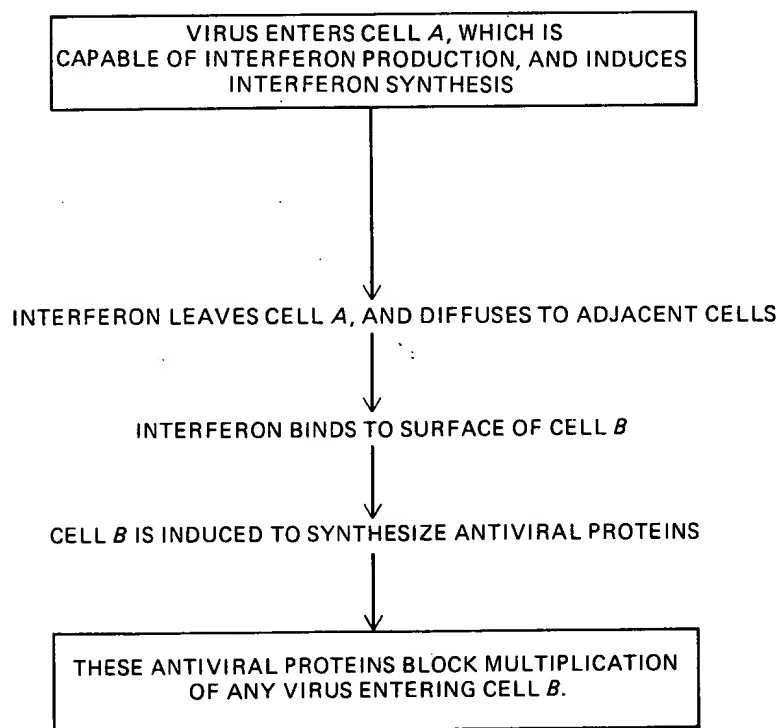 VIRUS ENTERS CELL A, WHICH IS
CAPABLE OF INTERFERON PRODUCTION, AND INDUCES
INTERFERON SYNTHESIS
INTERFERON LEAVES CELL A, AND DIFFUSES TO ADJACENT CELLS
INTERFERON BINDS TO SURFACE OF CELL B
CELL B IS INDUCED TO SYNTHESIZE ANTIVIRAL PROTEINS
THESE ANTIVIRAL PROTEINS BLOCK MULTIPLICATION
OF ANY VIRUS ENTERING CELL B.